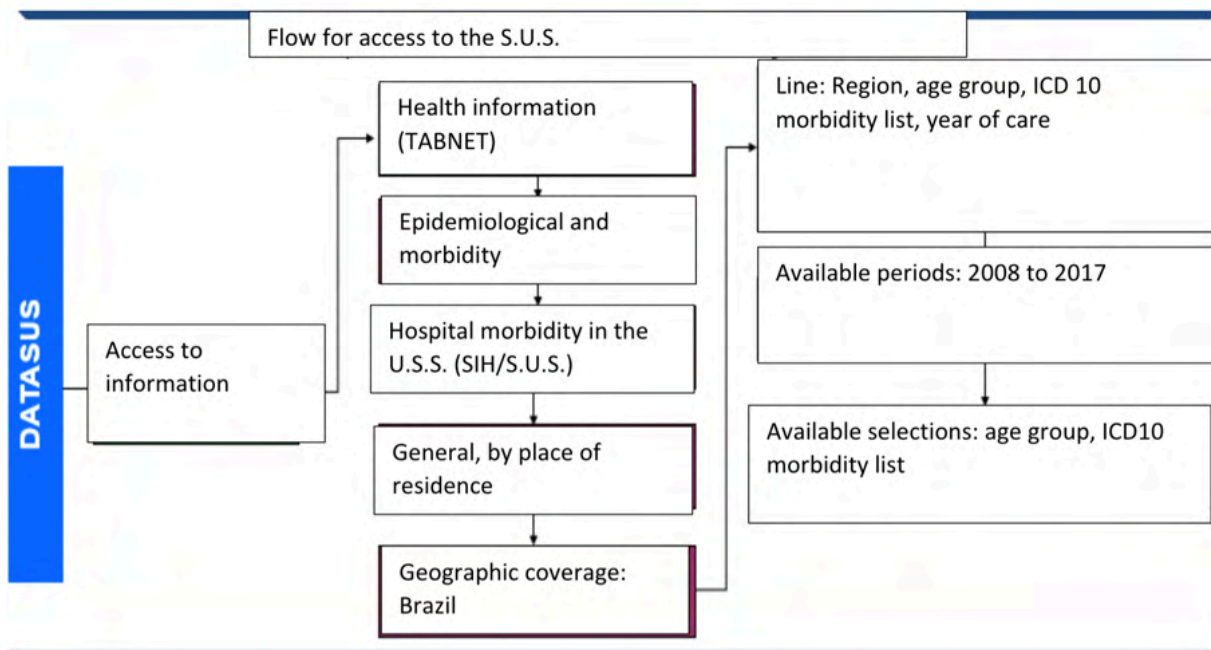 Flow for access to the S.U.S.
DATASUS
Access to
information
Health information
(TABNET)
Epidemiological and
morbidity
Hospital morbidity in the
U.S.S. (SIH/S.U.S.)
General, by place of
residence
Geographic coverage:
Brazil
Line: Region, age group, ICD 10
morbidity list, year of care
Available periods: 2008 to 2017
Available selections: age group, ICD10
morbidity list